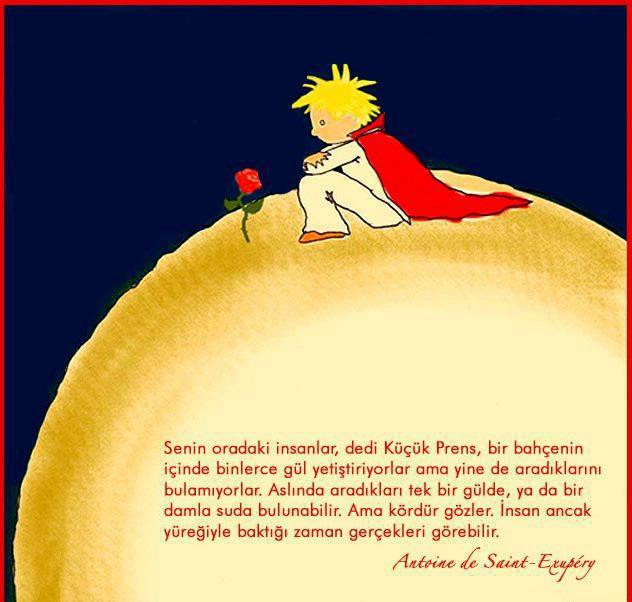 Senin oradaki insanlar, dedi Küçük Prens, bir bahçenin
içinde binlerce gül yetiştiriyorlar ama yine de aradıklarını
bulamıyorlar. Aslında aradıkları tek bir gülde, ya da bir
damla suda bulunabilir. Ama kördür gözler. İnsan ancak
yüreğiyle baktığı zaman gerçekleri görebilir.
Antoine de Saint-Exupéry